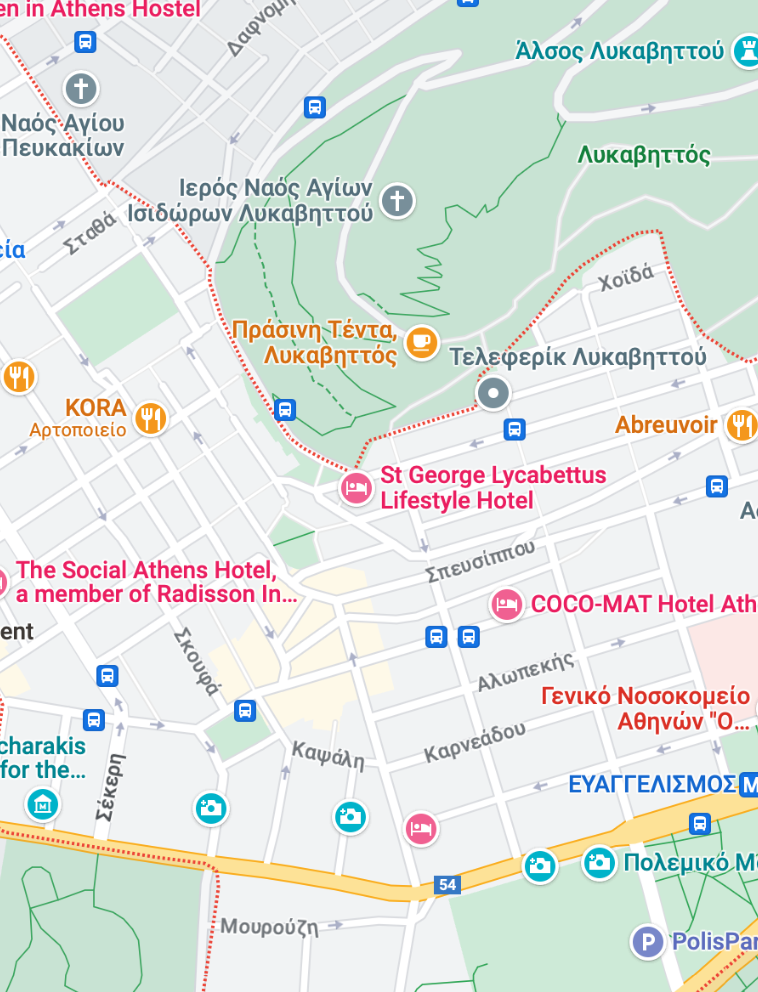 en in Athens Hostel
Δαφνομή
Άλσος Λυκαβηττού
Ναός Αγίου
Πευκακίων
Λυκαβηττός
Ιερός Ναός Αγίων
Ισιδώρων Λυκαβηττού
Σταθά
εία
Χοϊδά
Πράσινη Τέντα,
Λυκαβηττός
Τελεφερίκ Λυκαβηττού
KORA
Αρτοποιείο
Abreuvoir
St George Lycabettus
Lifestyle Hotel
Ασ
Σπευσίππου
The Social Athens Hotel,
a member of Radisson In...
COCO-MAT Hotel Ath
ent
Σκουφά
Αλωπεκής
Γενικό Νοσοκομείο
Αθηνών "Ο...
Καρνεάδου
charakis
for the...
Καψάλη
Σέκερη
ΕΥΑΓΓΕΛΙΣΜΟΣ M
Πολεμικό Μο
54
Μουρούζη
P PolisPar